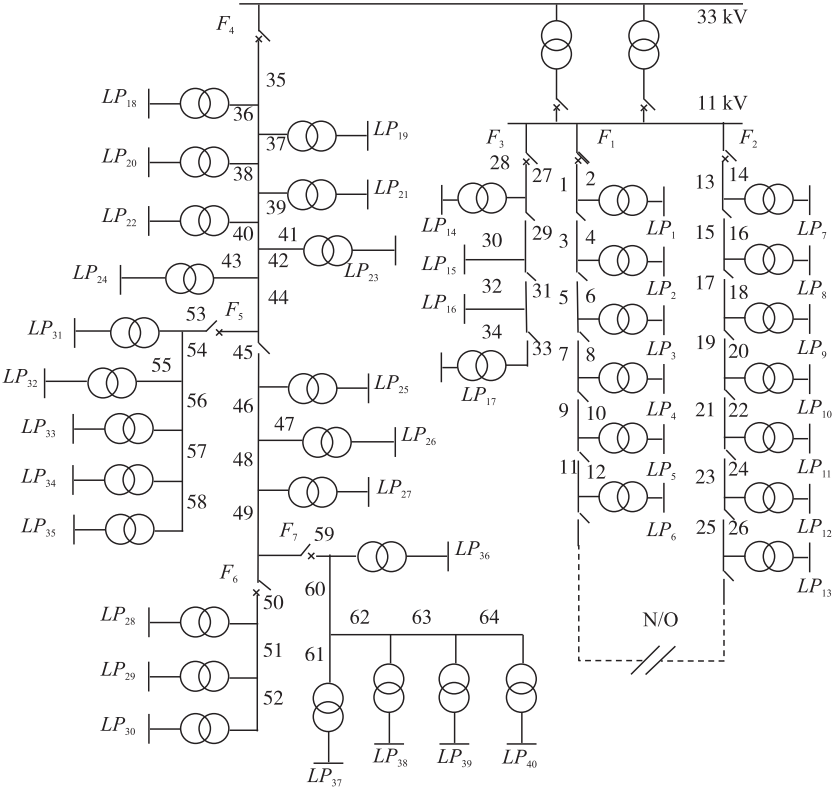 33 kV
F4
35
11 kV
LP18
36
F3
F1
F2
37
LP19
28
27
1
2
13
14
LP20
38
LP14
LP1
LP7
39
LP21
30
29
3
4
15
16
LP22
40
41
LP15
LP2
LP8
43
42
LP23
LP24
32
31
5
6
17
18
44
LP16
LP3
LP9
53
F5
34
33
7
8
19
20
LP31
54
45
LP17
LP4
LP10
LP32
55
46
LP25
9
10
21
22
56
47
LP26
LP5
LP11
LP33
57
48
11
12
23
24
LP34
LP27
LP6
LP12
58
49
25
26
LP35
F7
59
LP36
LP13
F6
60
50
LP28
62
63
64
N/O
51
61
LP29
52
LP30
LP37
LP38
LP39
LP40